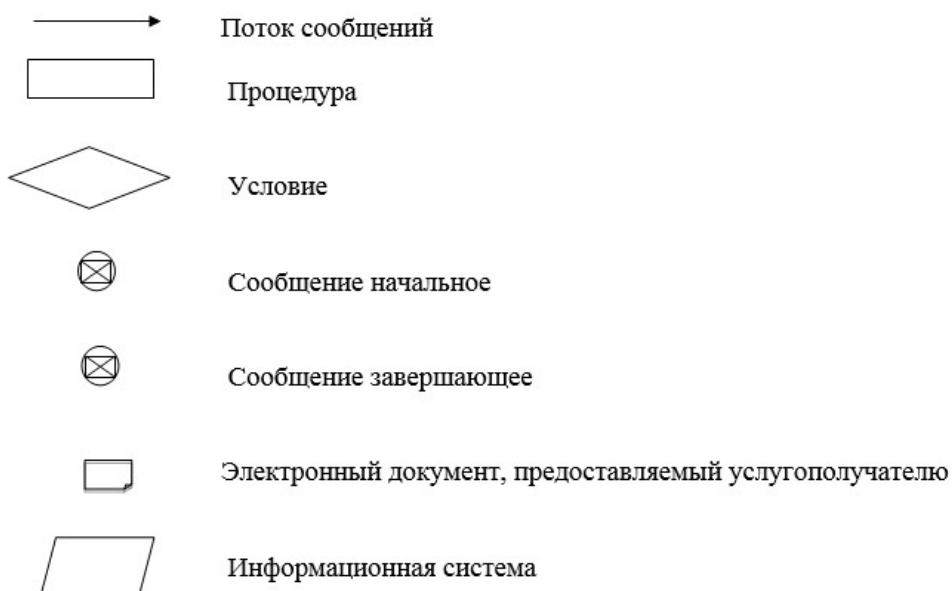 Поток сообщений
Процедура
Условие
Сообщение начальное
Сообщение завершающее
Электронный документ, предоставляемый услугополучателю
Информационная система